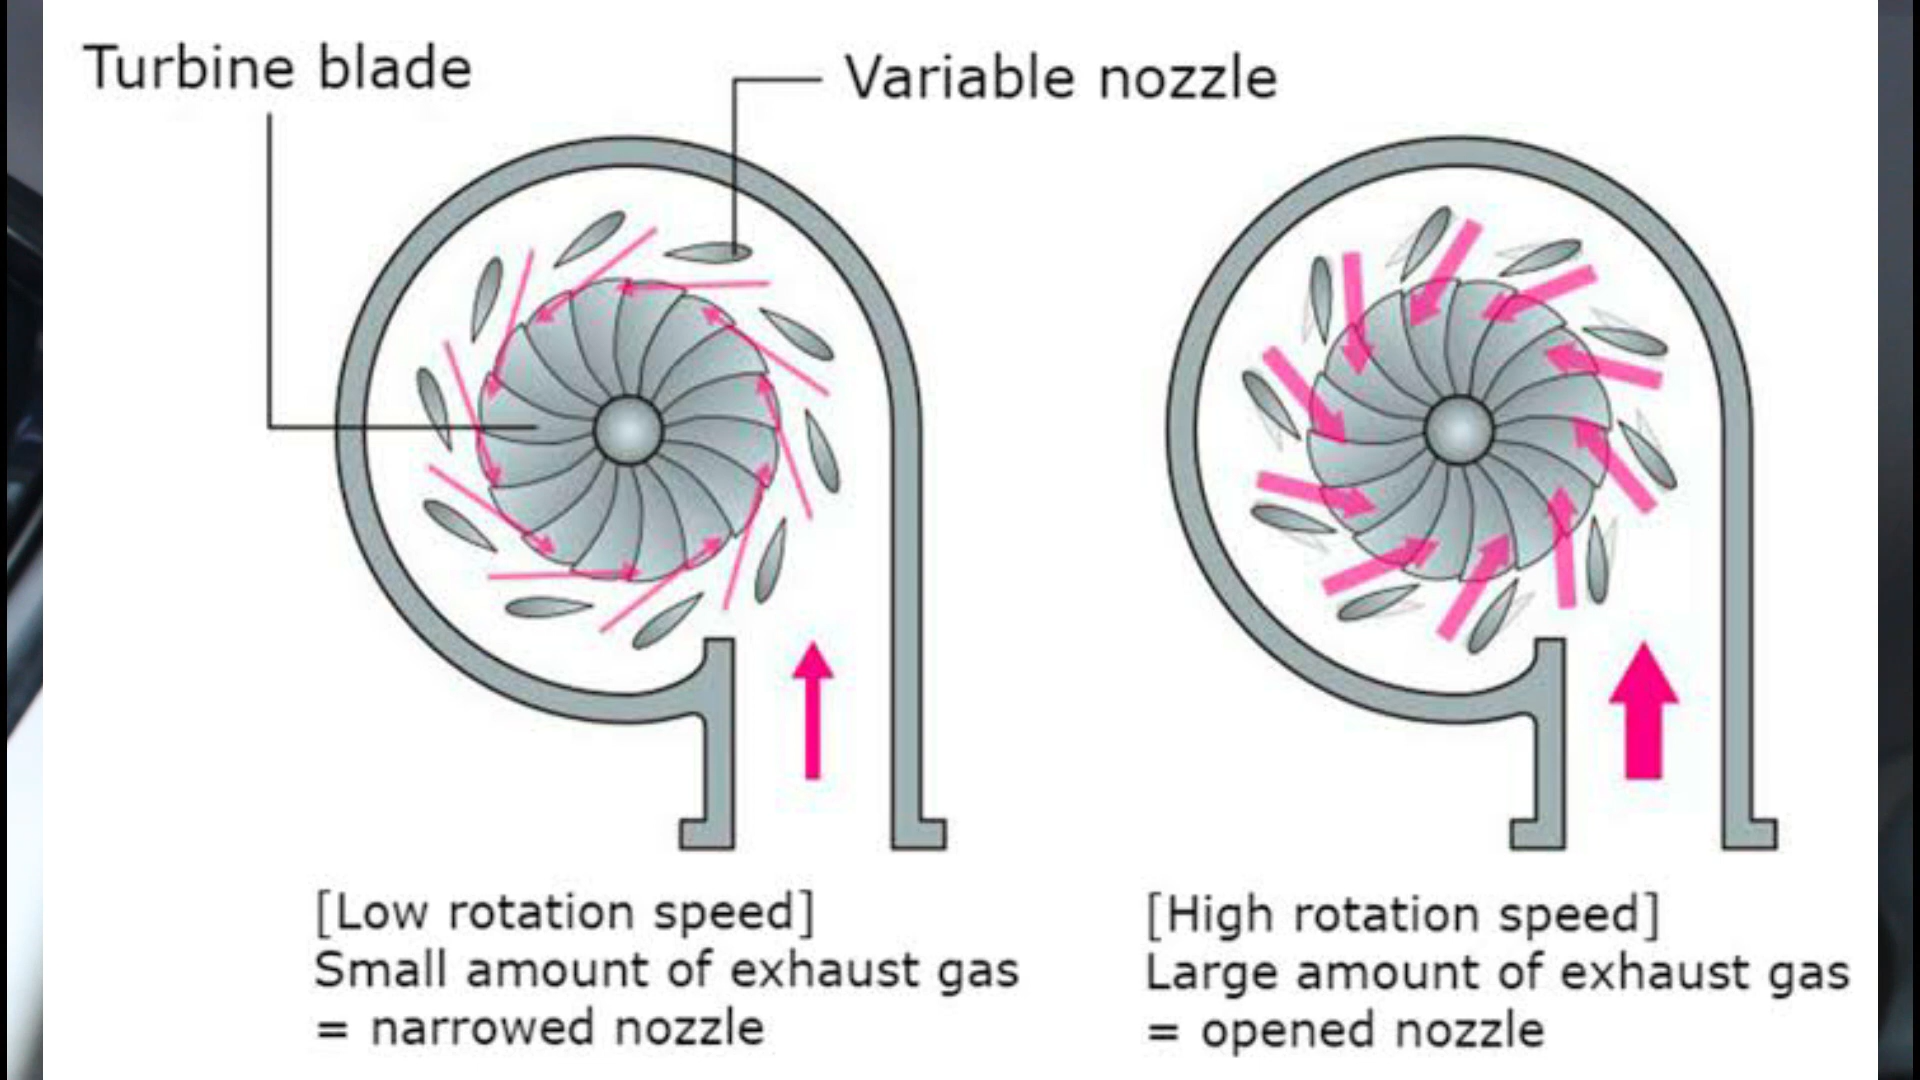 Turbine blade
Variable nozzle
[Low rotation speed]
Small amount of exhaust gas
= narrowed nozzle
[High rotation speed]
Large amount of exhaust gas
= opened nozzle